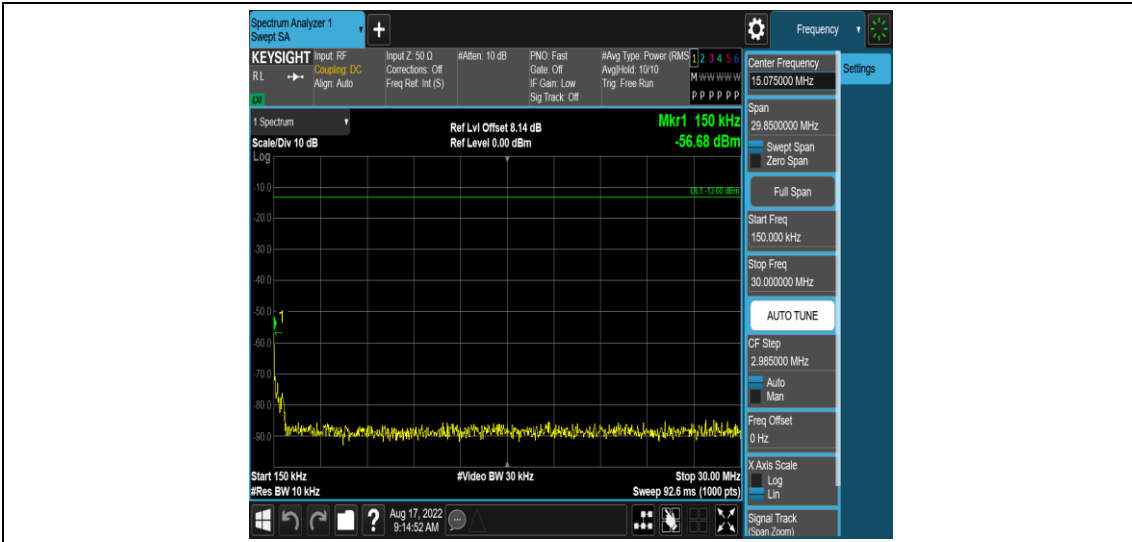 Spectrum Analyzer 1
Swept SA
+
Frequency
KEYSIGHT
RL
LXI
Input: RF
Coupling: DC
Align: Auto
Input Z: 50 Ω
Corrections: Off
Freq Ref: Int (S)
#Atten: 10 dB
PNO: Fast
Gate: Off
IF Gain: Low
Sig Track: Off
#Avg Type: Power (RMS
Avg|Hold: 10/10
Trig: Free Run
1 2 3 4 5 6
M W W W W W
P P P P P P
Center Frequency
15.075000 MHz
Settings
Span
29.8500000 MHz
Swept Span
Zero Span
Full Span
Start Freq
150.000 kHz
Stop Freq
30.000000 MHz
AUTO TUNE
CF Step
2.985000 MHz
Auto
Man
Freq Offset
0 Hz
X Axis Scale
Log
Lin
Signal Track
(Span Zoom)
1 Spectrum
Scale/Div 10 dB
Log
Ref Lvl Offset 8.14 dB
Ref Level 0.00 dBm
Mkr1 150 kHz
-56.68 dBm
DL1 -13.00 dBm
-10.0
-20.0
-30.0
-40.0
-50.0
1
-60.0
-70.0
-80.0
-90.0
Start 150 kHz
#Video BW 30 kHz
Stop 30.00 MHz
#Res BW 10 kHz
Sweep 92.6 ms (1000 pts)
?
Aug 17, 2022
9:14:52 AM